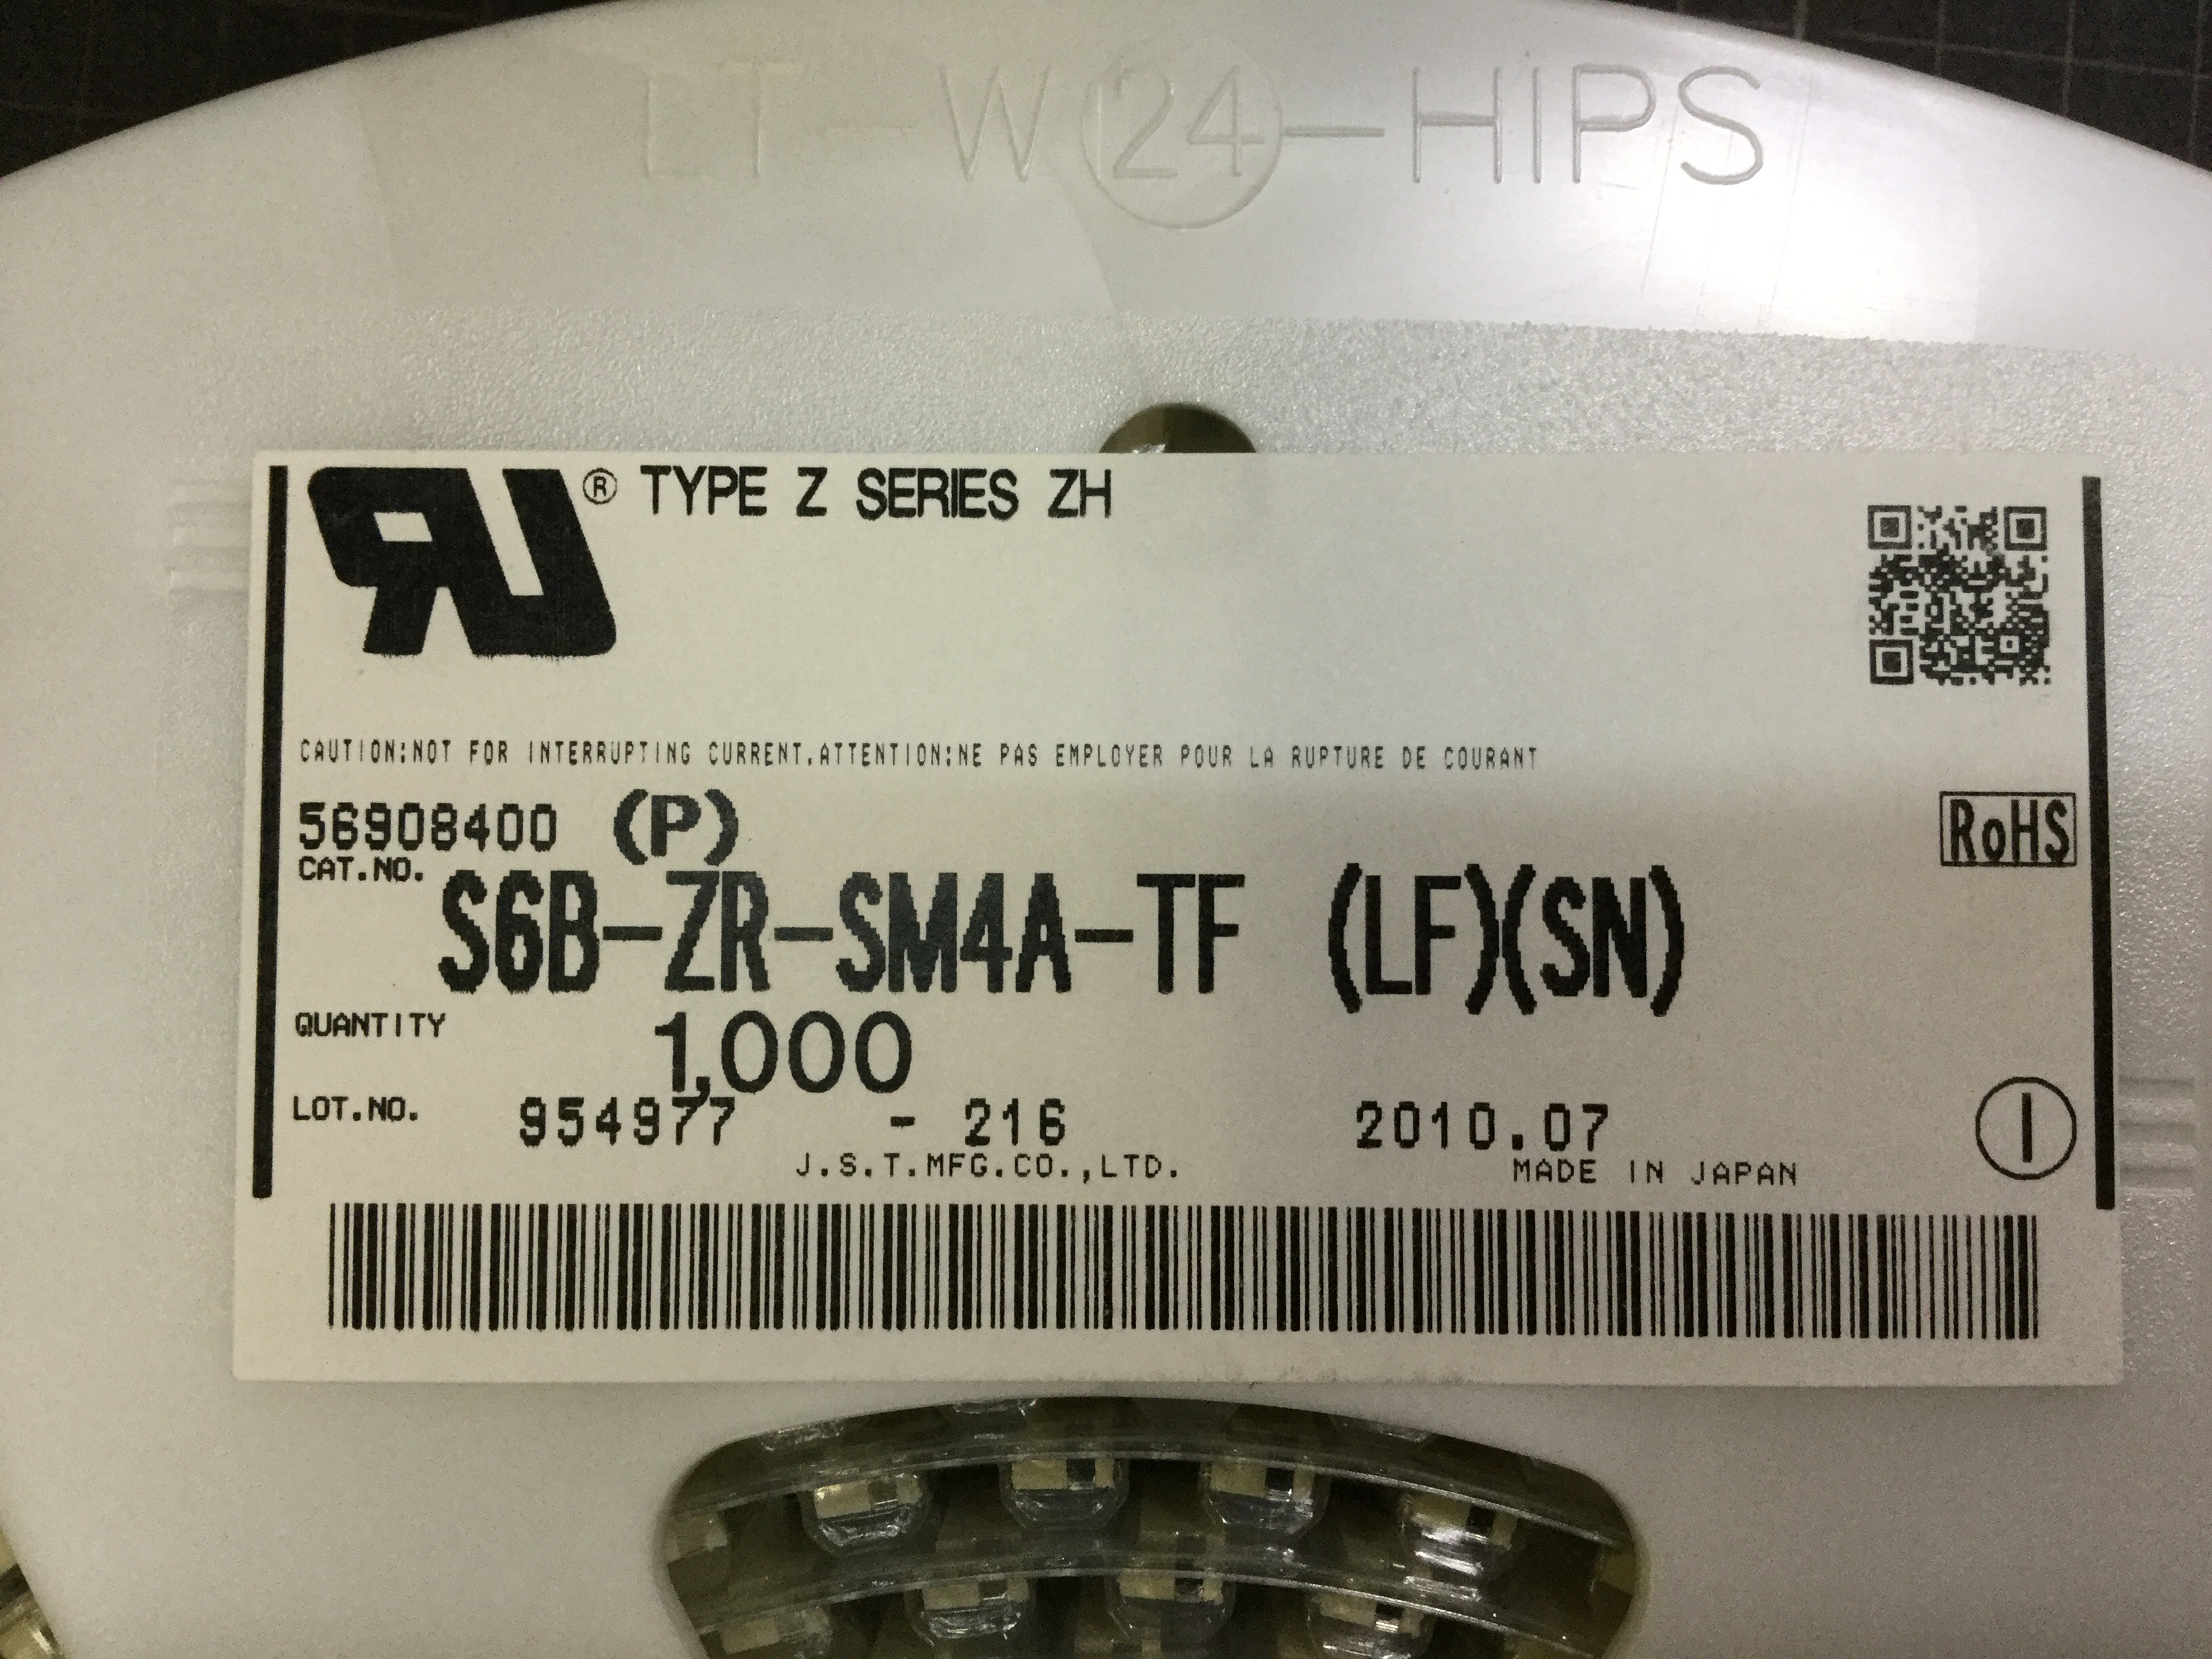 LT-W24-HIPS
RU® TYPE Z SERIES ZH
CAUTION:NOT FOR INTERRUPTING CURRENT.ATTENTION:NE PAS EMPLOYER POUR LA RUPTURE DE COURANT
56908400 (P)
RoHS
CAT.NO. S6B-ZR-SM4A-TF (LF)(SN)
QUANTITY 1,000
LOT.NO. 954977 - 216 2010.07
J.S.T.MFG.CO.,LTD. MADE IN JAPAN